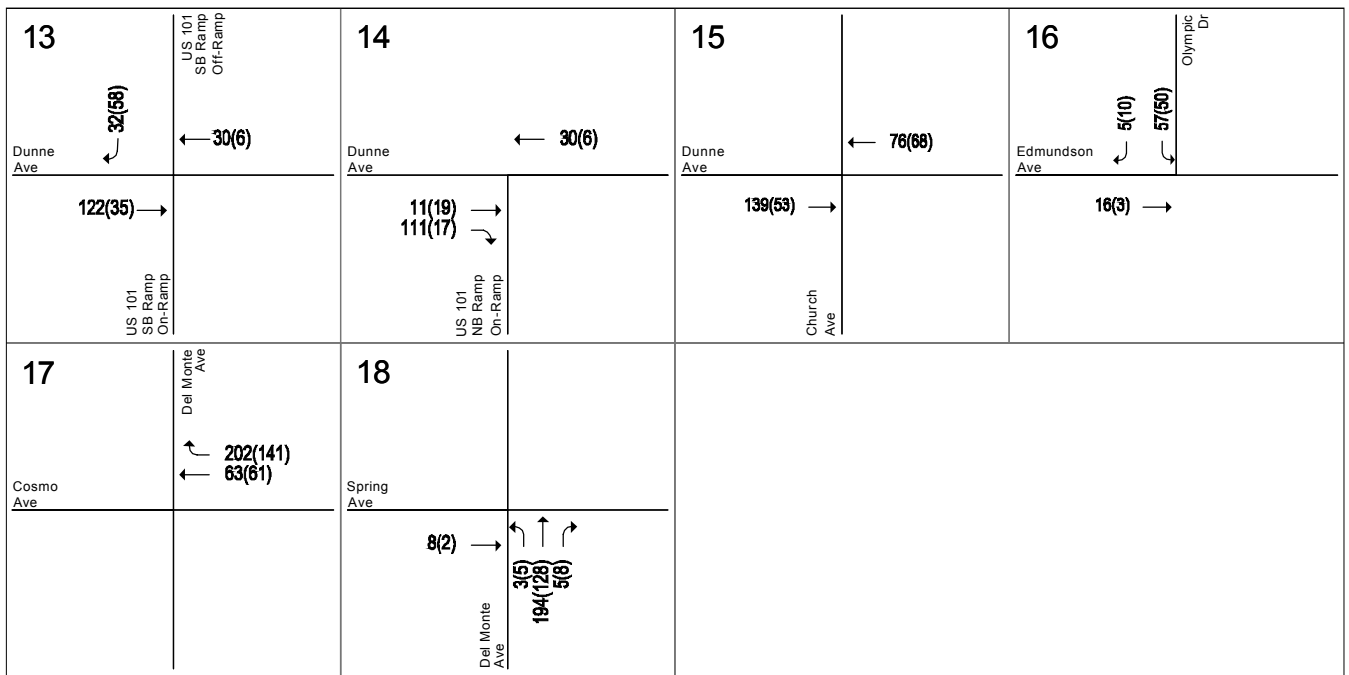 13
US 101
SB Ramp
Off-Ramp
32(58)
30(6)
Dunne
Ave
122(35)
US 101
SB Ramp
On-Ramp
14
30(6)
Dunne
Ave
11(19)
111(17)
US 101
NB Ramp
On-Ramp
15
76(68)
Dunne
Ave
139(53)
Church
Ave
16
Olympic
Dr
5(10)
57(50)
Edmundson
Ave
16(3)
17
Del Monte
Ave
202(141)
63(61)
Cosmo
Ave
18
Spring
Ave
8(2)
3(5)
194(128)
5(8)
Del Monte
Ave